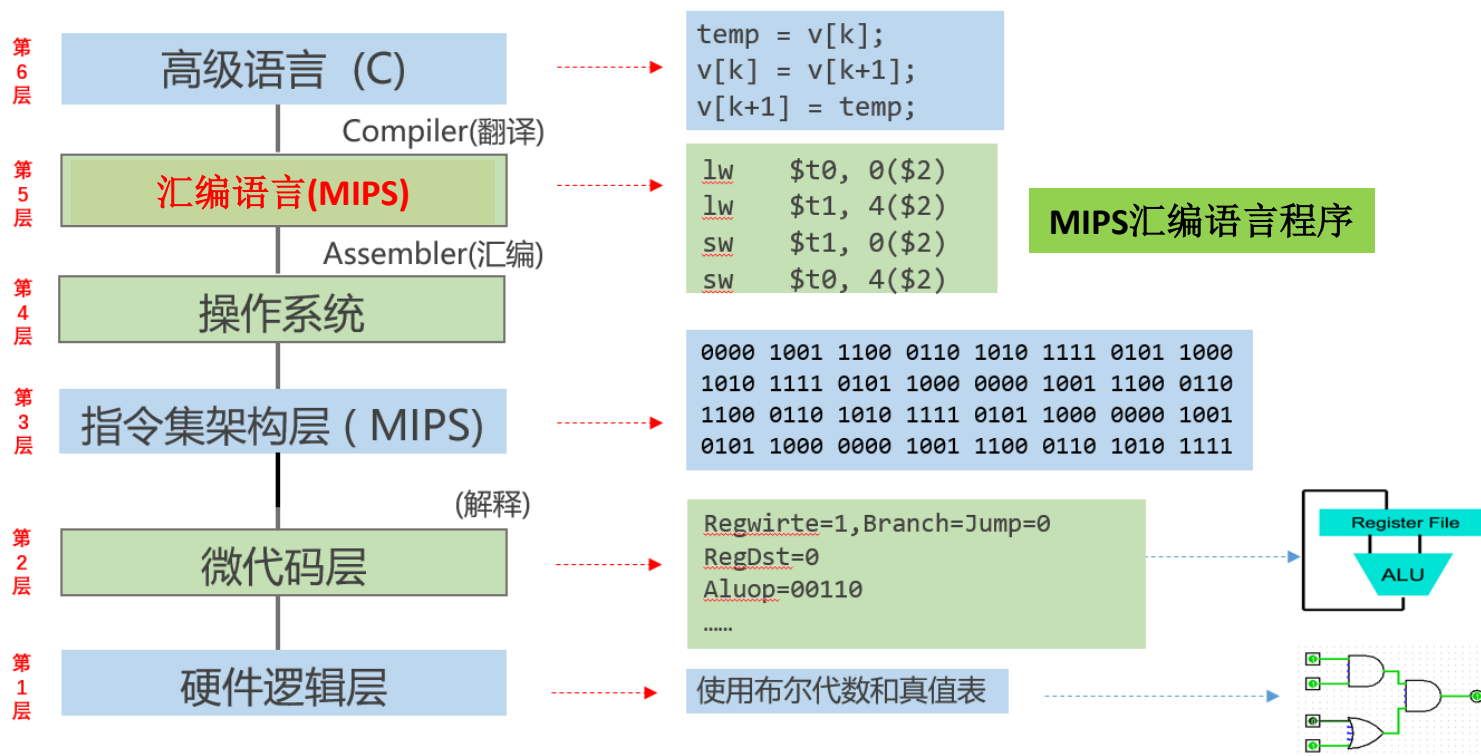 第6层
高级语言 (C)
temp = v[k];
v[k] = v[k+1];
v[k+1] = temp;
Compiler(翻译)
第5层
汇编语言(MIPS)
lw $t0, 0($2)
lw $t1, 4($2)
sw $t1, 0($2)
sw $t0, 4($2)
MIPS汇编语言程序
Assembler(汇编)
第4层
操作系统
第3层
指令集架构层 ( MIPS)
0000 1001 1100 0110 1010 1111 0101 1000
1010 1111 0101 1000 0000 1001 1100 0110
1100 0110 1010 1111 0101 1000 0000 1001
0101 1000 0000 1001 1100 0110 1010 1111
(解释)
第2层
微代码层
Regwirte=1,Branch=Jump=0
RegDst=0
Aluop=00110
……
Register File
ALU
第1层
硬件逻辑层
使用布尔代数和真值表